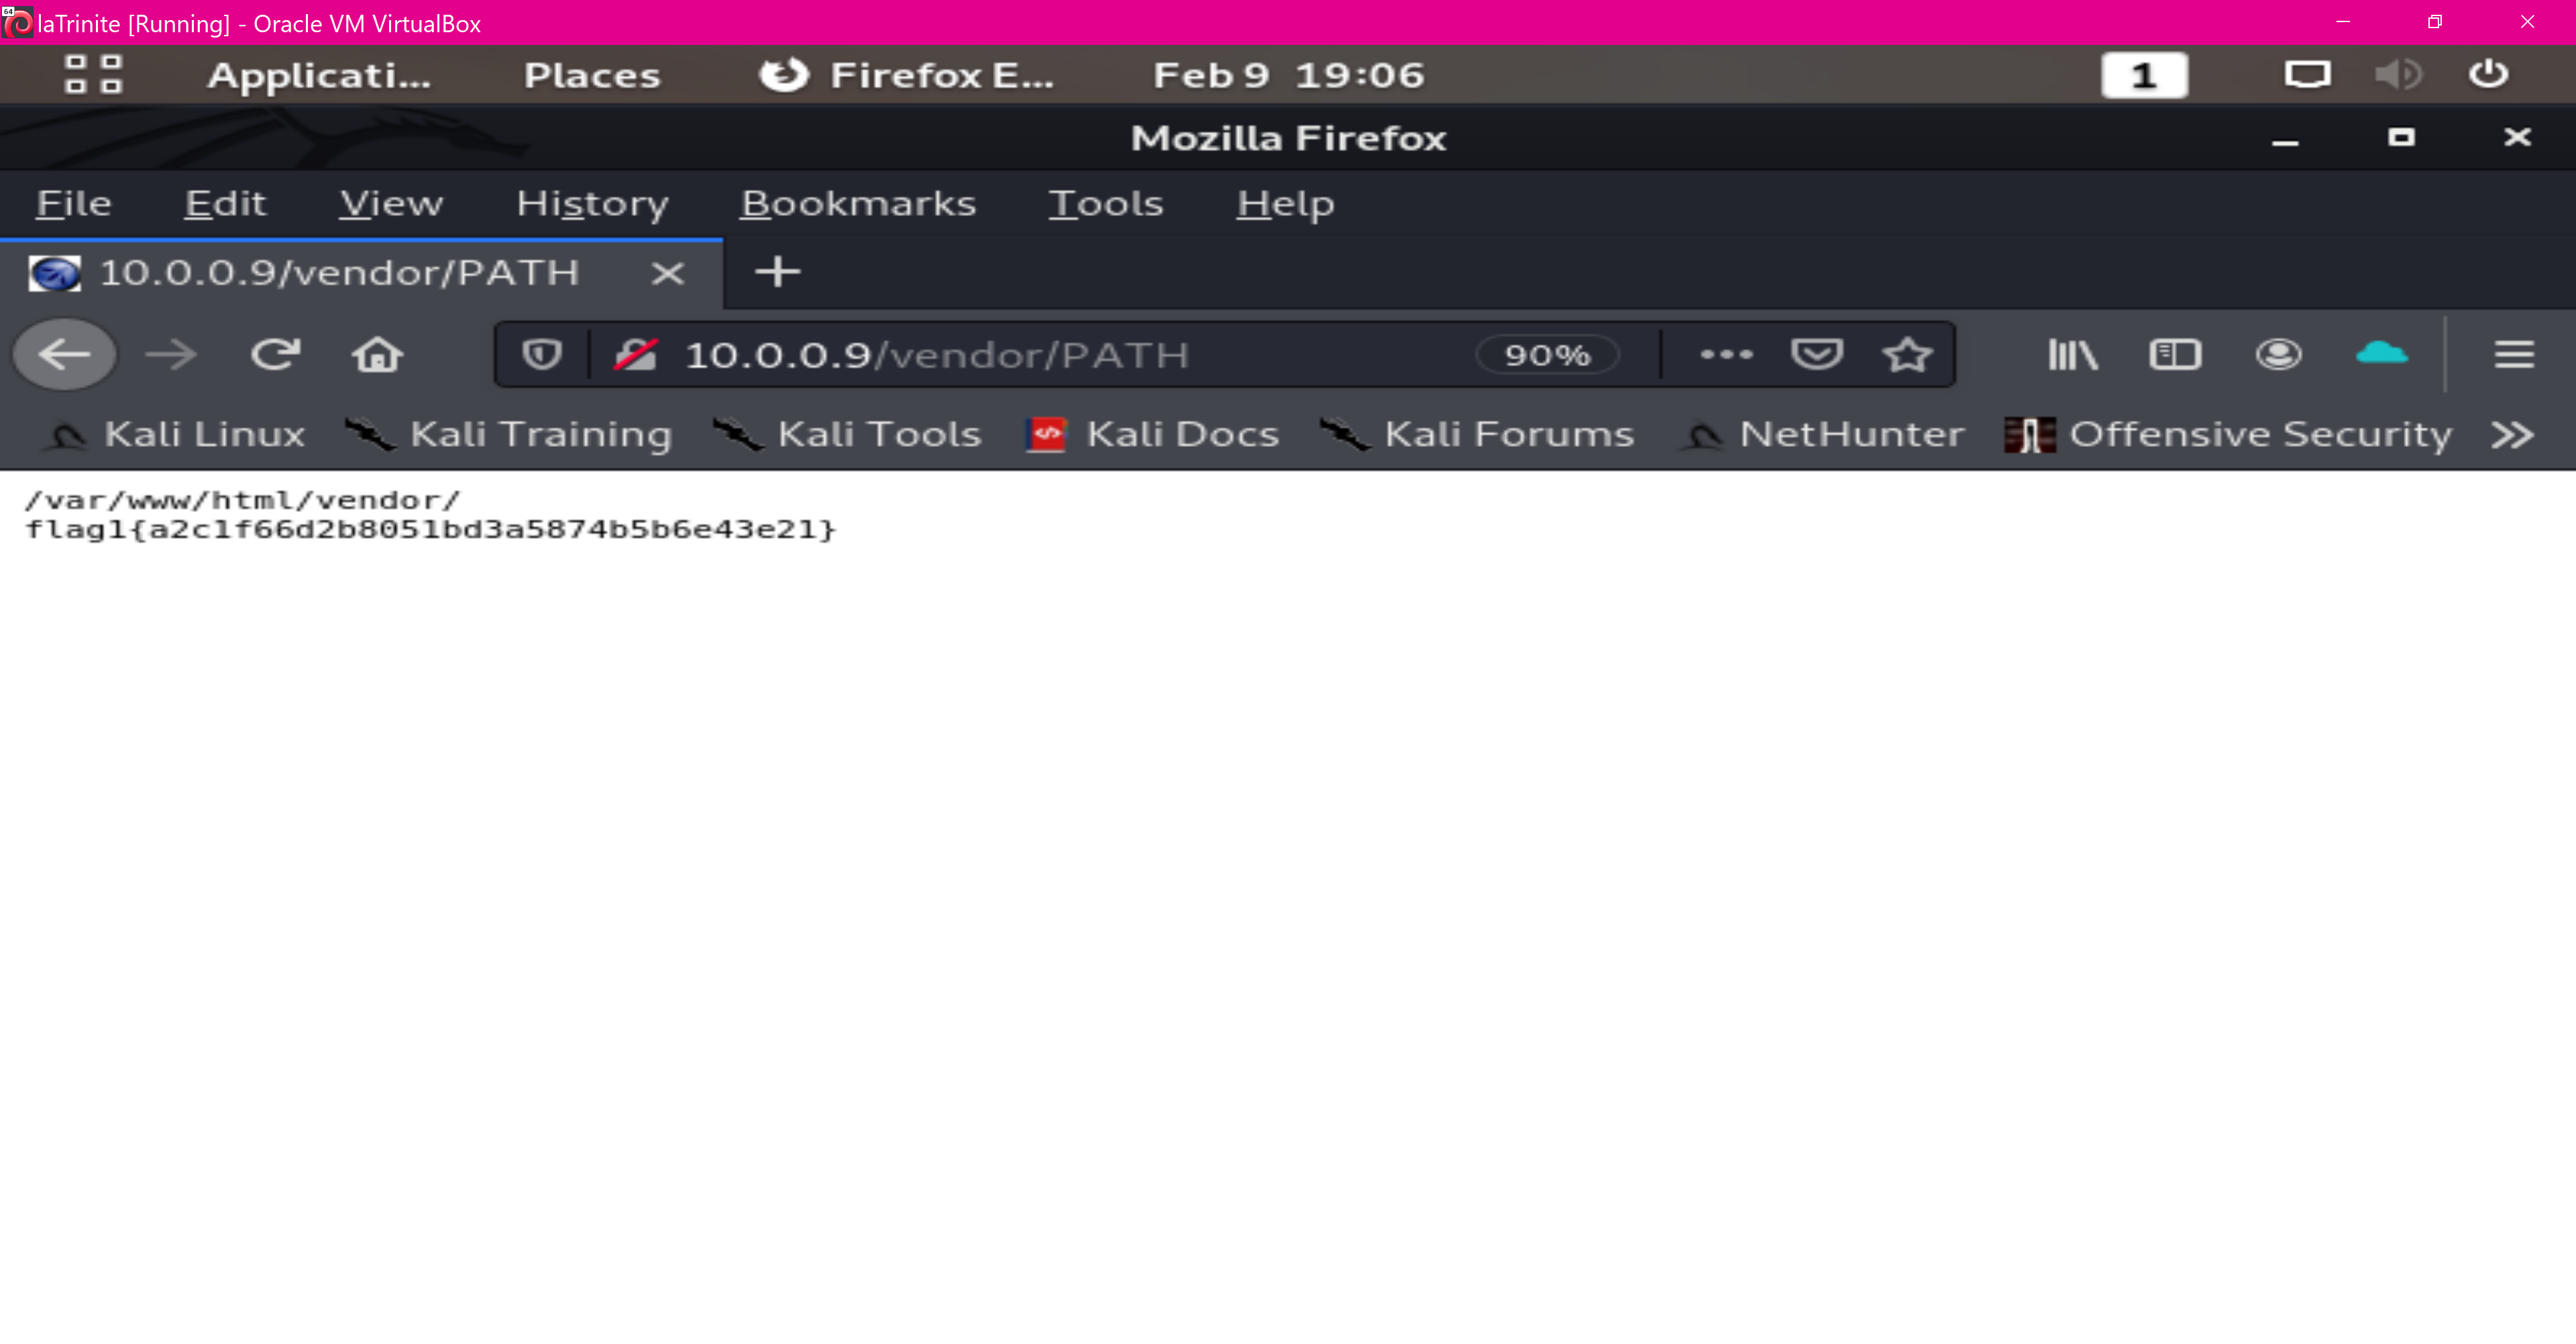 64
laTrinite [Running] - Oracle VM VirtualBox
Applicati... Places Firefox E... Feb 9 19:06 1
Mozilla Firefox
File Edit View History Bookmarks Tools Help
10.0.0.9/vendor/PATH
10.0.0.9/vendor/PATH 90%
Kali Linux Kali Training Kali Tools Kali Docs Kali Forums NetHunter Offensive Security
/var/www/html/vendor/
flag1{a2c1f66d2b8051bd3a5874b5b6e43e21}